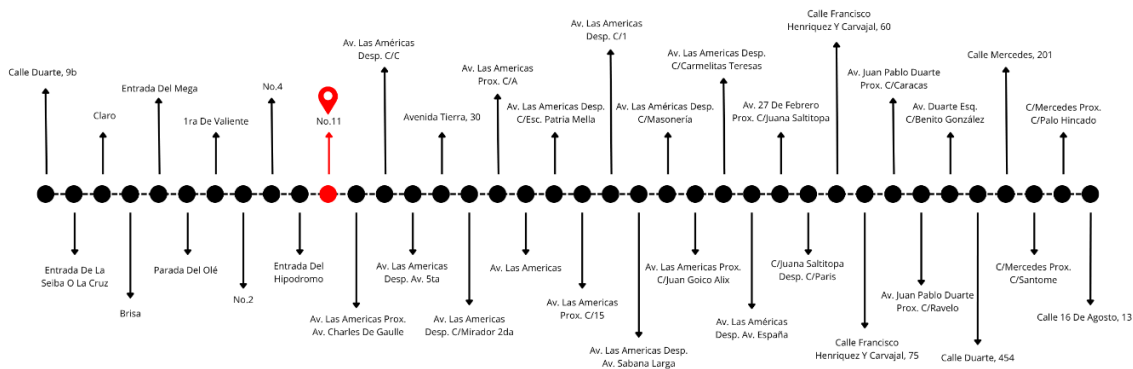 Calle Duarte, 9b
Entrada De La
Seiba O La Cruz
Claro
Brisa
Entrada Del Mega
Parada Del Olé
1ra De Valiente
No.2
No.4
Entrada Del
Hipodromo
No.11
Av. Las Americas Prox.
Av. Charles De Gaulle
Av. Las Américas
Desp. C/C
Av. Las Americas
Desp. Av. 5ta
Avenida Tierra, 30
Av. Las Americas
Desp. C/Mirador 2da
Av. Las Americas
Prox. C/A
Av. Las Americas
Av. Las Americas Desp.
C/Esc. Patria Mella
Av. Las Americas
Prox. C/15
Av. Las Americas
Desp. C/1
Av. Las Americas Desp.
Av. Sabana Larga
Av. Las Américas Desp.
C/Masonería
Av. Las Americas Prox.
C/Juan Goico Alix
Av. Las Americas Desp.
C/Carmelitas Teresas
Av. Las Américas
Desp. Av. España
Av. 27 De Febrero
Prox. C/Juana Saltitopa
C/Juana Saltitopa
Desp. C/Paris
Calle Francisco
Henriquez Y Carvajal, 60
Calle Francisco
Henriquez Y Carvajal, 75
Av. Juan Pablo Duarte
Prox. C/Caracas
Av. Juan Pablo Duarte
Prox. C/Ravelo
Av. Duarte Esq.
C/Benito González
Calle Duarte, 454
Calle Mercedes, 201
C/Mercedes Prox.
C/Santome
C/Mercedes Prox.
C/Palo Hincado
Calle 16 De Agosto, 13